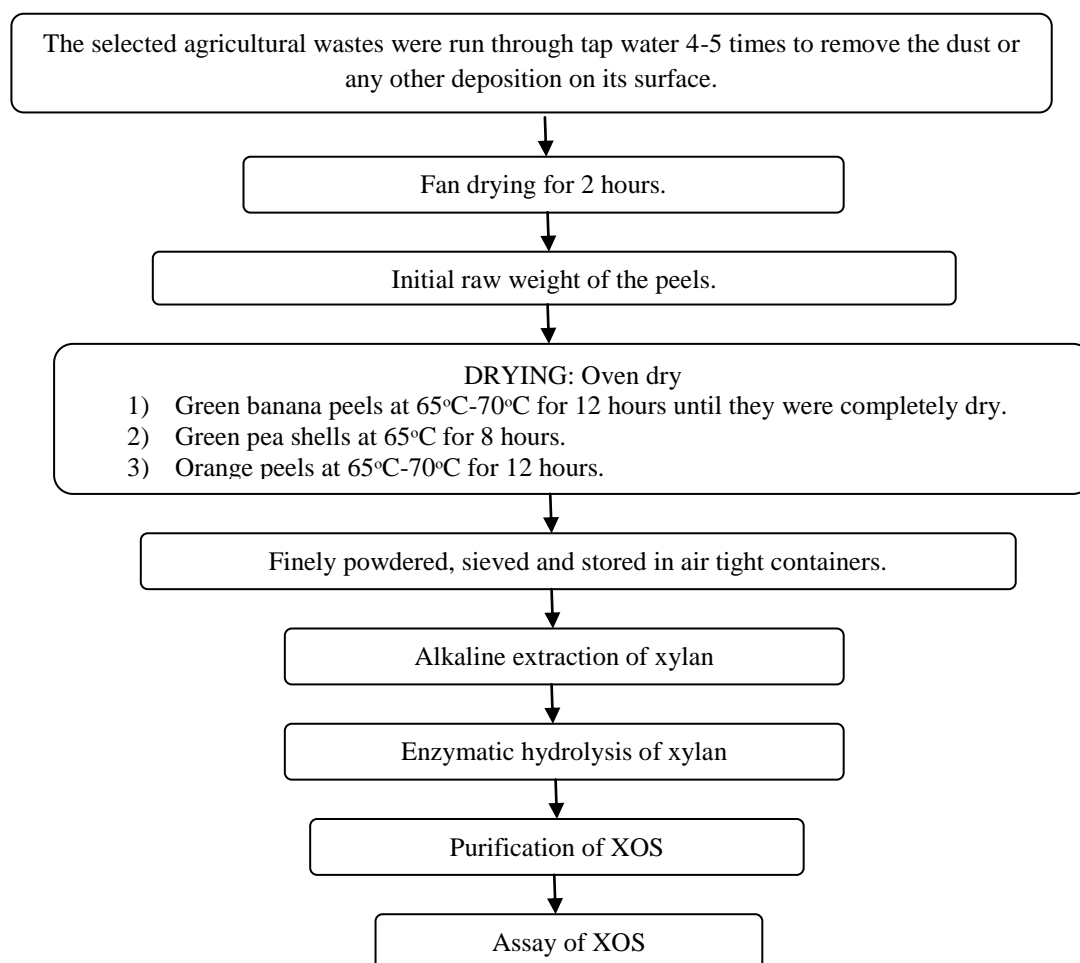 The selected agricultural wastes were run through tap water 4-5 times to remove the dust or
any other deposition on its surface.
Fan drying for 2 hours.
Initial raw weight of the peels.
DRYING: Oven dry
1) Green banana peels at 65°C-70°C for 12 hours until they were completely dry.
2) Green pea shells at 65°C for 8 hours.
3) Orange peels at 65°C-70°C for 12 hours.
Finely powdered, sieved and stored in air tight containers.
Alkaline extraction of xylan
Enzymatic hydrolysis of xylan
Purification of XOS
Assay of XOS